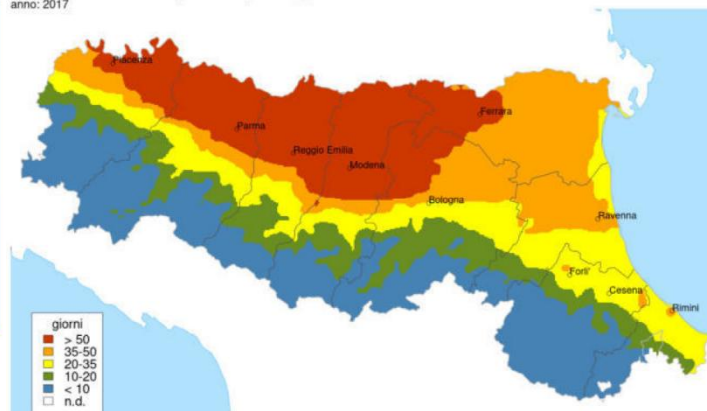 anno: 2017
Piacenza
Parma
Ferrara
Reggio Emilia
Modena
Bologna
Ravenna
Forli'
Cesena
Rimini
giorni
> 50
35-50
20-35
10-20
< 10
n.d.